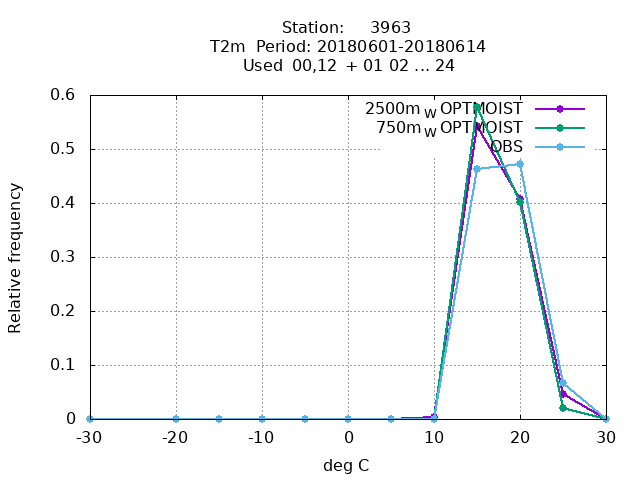 Station: 3963
T2m Period: 20180601-20180614
Used 00,12 + 01 02 ... 24
2500m_W OPTMOIST
750m_W OPTMOIST
OBS
0.6
0.5
0.4
0.3
0.2
0.1
0
Relative frequency
-30 -20 -10 0 10 20 30
deg C